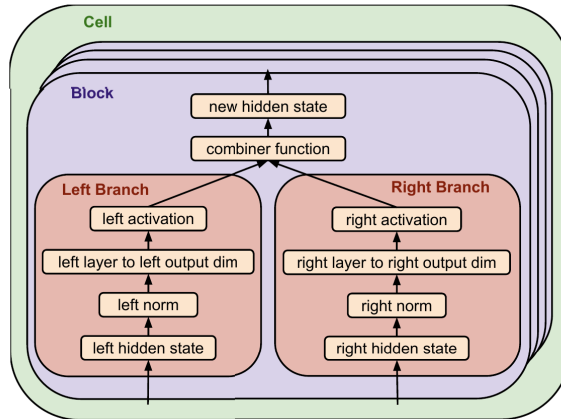 Cell
Block
new hidden state
combiner function
Left Branch
left activation
left layer to left output dim
left norm
left hidden state
Right Branch
right activation
right layer to right output dim
right norm
right hidden state